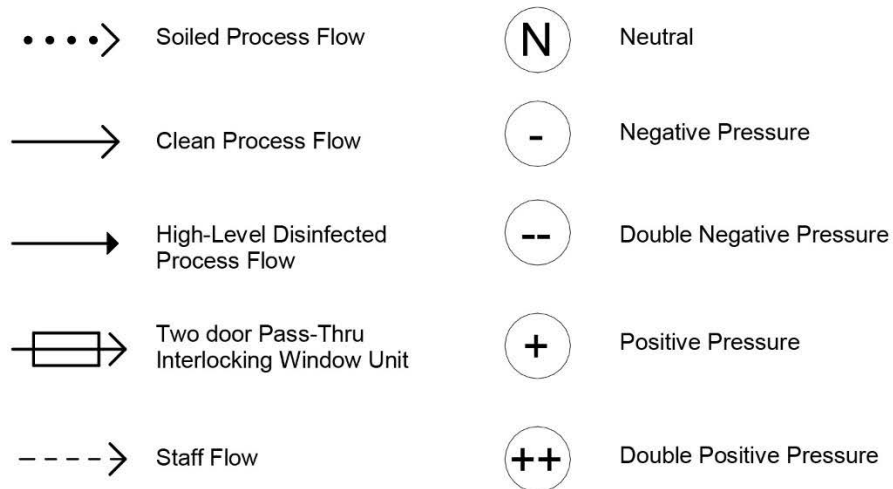 Soiled Process Flow
Clean Process Flow
High-Level Disinfected
Process Flow
Two door Pass-Thru
Interlocking Window Unit
Staff Flow
N Neutral
- Negative Pressure
-- Double Negative Pressure
+ Positive Pressure
++ Double Positive Pressure